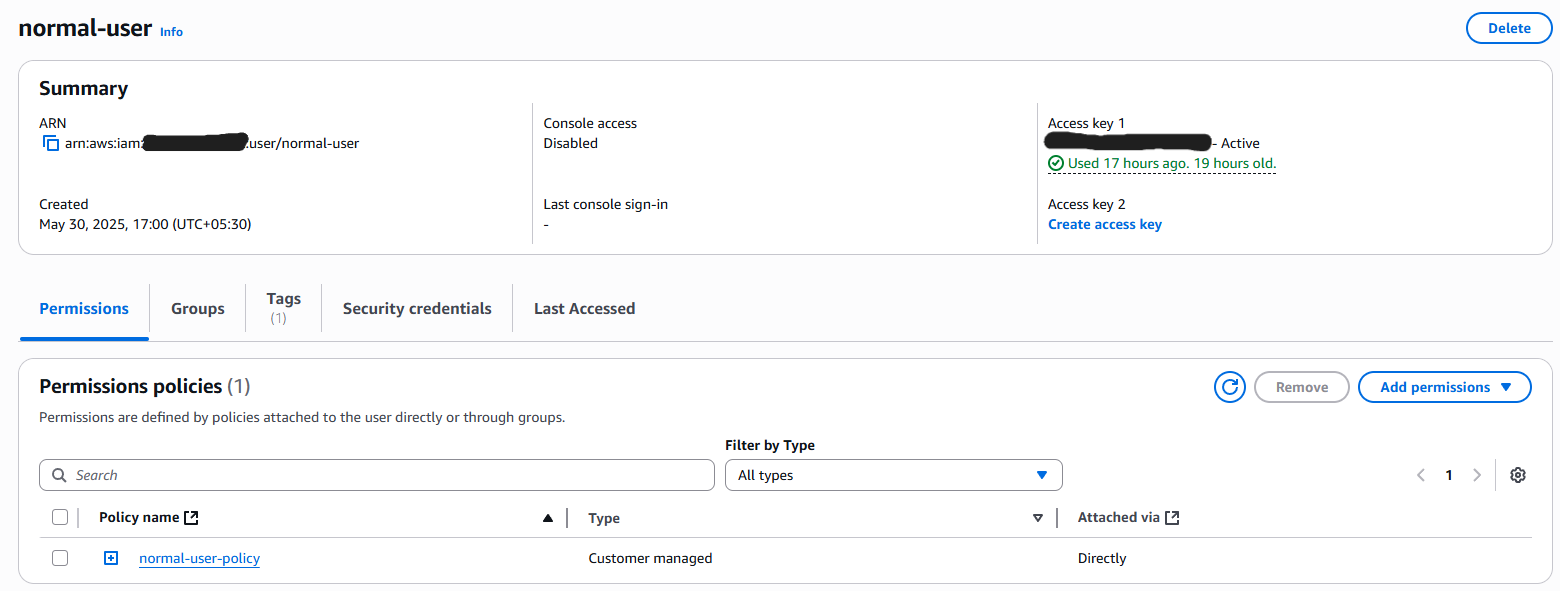 normal-user Info
Delete
Summary
ARN
arn:aws:iam: :user/normal-user
Created
May 30, 2025, 17:00 (UTC+05:30)
Console access
Disabled
Last console sign-in
-
Access key 1
- Active
Used 17 hours ago. 19 hours old.
Access key 2
Create access key
Permissions
Groups
Tags
(1)
Security credentials
Last Accessed
Permissions policies (1)
Remove
Add permissions
Permissions are defined by policies attached to the user directly or through groups.
Filter by Type
Search
All types
1
Policy name
Type
Attached via
normal-user-policy
Customer managed
Directly